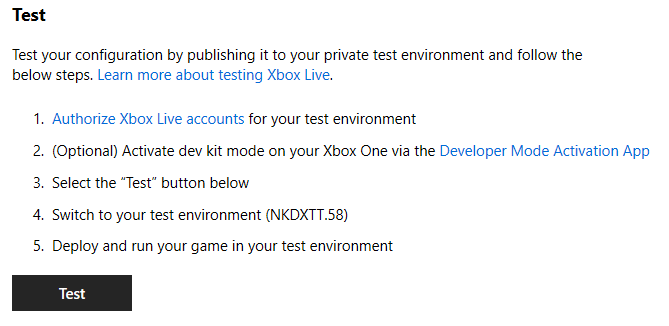 Test
Test your configuration by publishing it to your private test environment and follow the
below steps. Learn more about testing Xbox Live.
1. Authorize Xbox Live accounts for your test environment
2. (Optional) Activate dev kit mode on your Xbox One via the Developer Mode Activation App
3. Select the “Test” button below
4. Switch to your test environment (NKDXTT.58)
5. Deploy and run your game in your test environment
Test